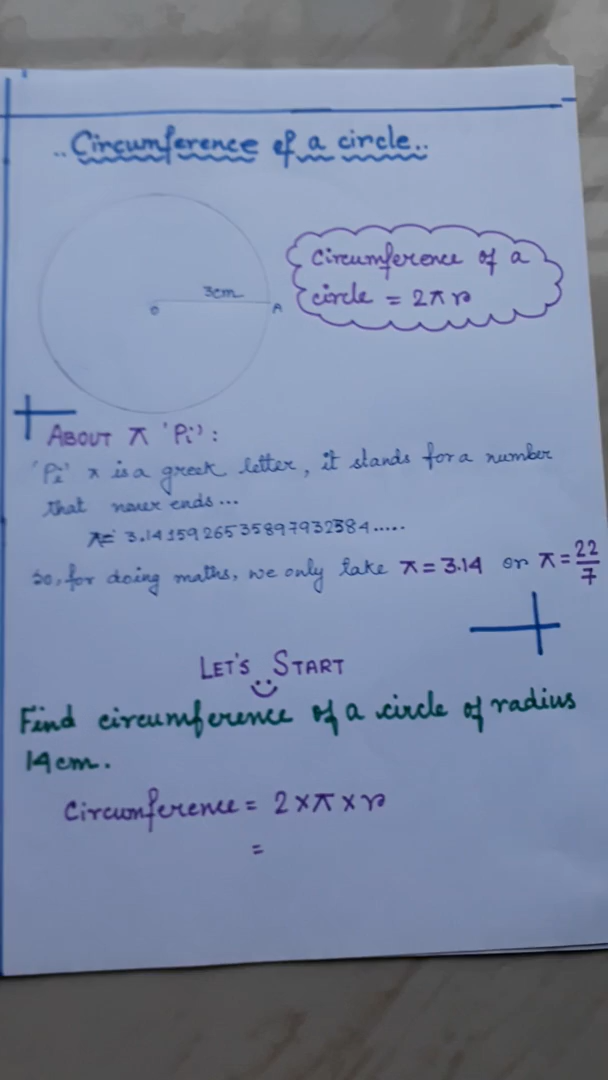 ..Circumference of a circle..
3cm
O
A
Circumference of a
circle = 2πr
ABOUT π 'Pi':
'Pi' π is a greek letter, it stands for a number
that never ends...
π= 3.14159265358979323​84.....
So, for doing maths, we only take π = 3.14 or π = 22/7
LET'S START
Find circumference of a circle of radius
14cm.
Circumference = 2×π×r
=